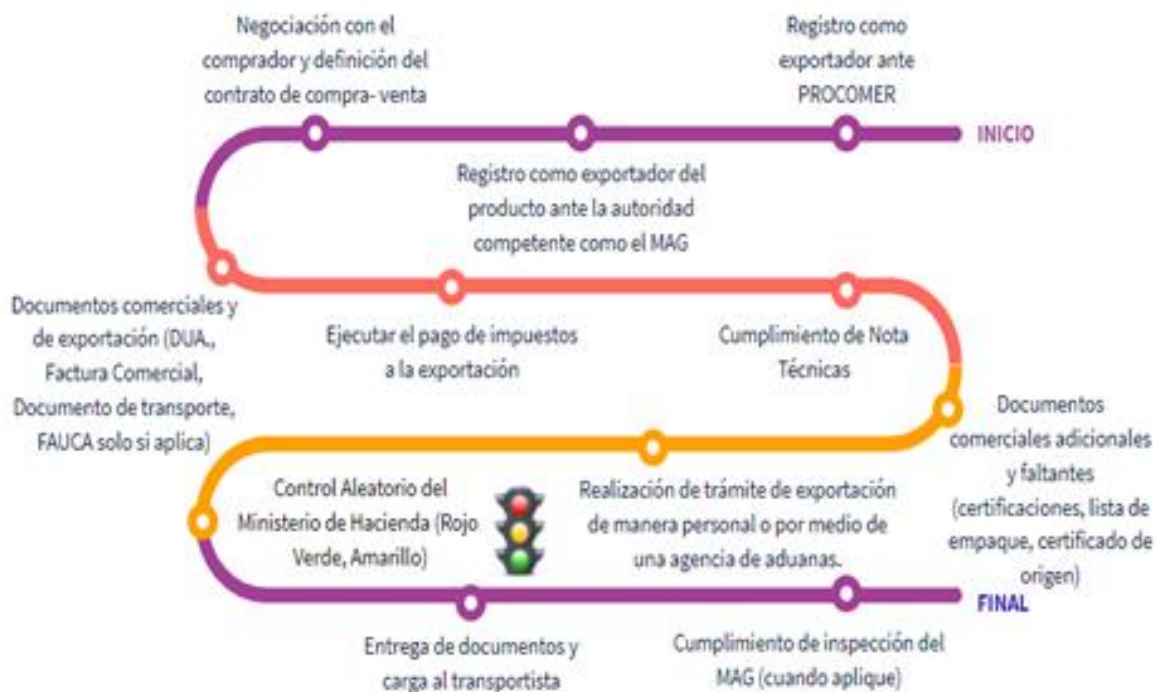 INICIO
Registro como
exportador ante
PROCOMER
Registro como exportador del
producto ante la autoridad
competente como el MAG
Negociación con el
comprador y definición del
contrato de compra- venta
Documentos comerciales y
de exportación (DUA.,
Factura Comercial,
Documento de transporte,
FAUCA solo si aplica)
Ejecutar el pago de impuestos
a la exportación
Cumplimiento de Nota
Técnicas
Documentos
comerciales adicionales
y faltantes
(certificaciones, lista de
empaque, certificado de
origen)
Realización de trámite de exportación
de manera personal o por medio de
una agencia de aduanas.
Control Aleatorio del
Ministerio de Hacienda (Rojo
Verde, Amarillo)
Entrega de documentos y
carga al transportista
Cumplimiento de inspección del
MAG (cuando aplique)
FINAL